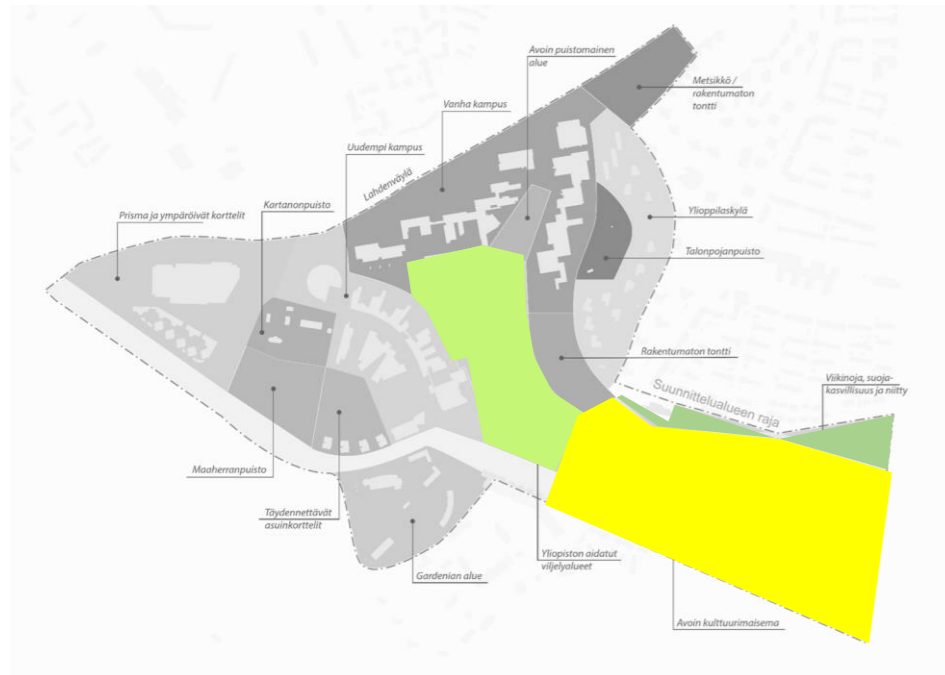 Avoin puistomainen
alue
Metsikkö /
rakentumaton
tontti
Vanha kampus
Uudempi kampus
Lahdenväylä
Kartanonpuisto
Prisma ja ympäröivät korttelit
Ylioppilaskylä
Talonpojanpuisto
Rakentumaton tontti
Viikinoja, suoja-
kasvillisuus ja niitty
Suunnittelualueen raja
Maaherranpuisto
Täydennettävät
asuinkorttelit
Gardenian alue
Yliopiston aidatut
viljelyalueet
Avoin kulttuurimaisema